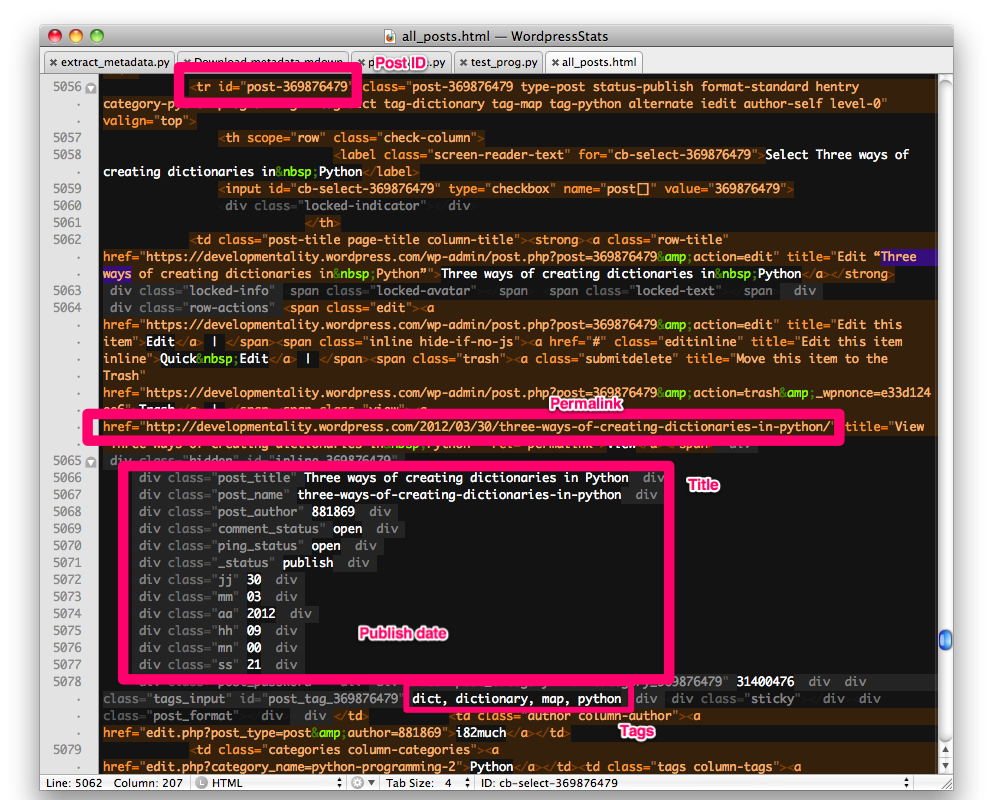 all_posts.html — WordpressStats
extract_metadata.py Download_metadata.mdown .py test_prog.py all_posts.html
Post ID
5056 <tr id="post-369876479" class="post-369876479 type-post status-publish format-standard hentry
category-py tag-dictionary tag-map tag-python alternate iedit author-self level-0"
valign="top">
5057 <th scope="row" class="check-column">
5058 <label class="screen-reader-text" for="cb-select-369876479">Select Three ways of
creating dictionaries in&nbsp;Python</label>
5059 <input id="cb-select-369876479" type="checkbox" name="post[]" value="369876479">
5060 div class="locked-indicator" div
5061 </th>
5062 <td class="post-title page-title column-title"><strong><a class="row-title"
href="https://developmentality.wordpress.com/wp-admin/post.php?post=369876479&amp;action=edit" title="Edit “Three
ways of creating dictionaries in&nbsp;Python”">Three ways of creating dictionaries in&nbsp;Python</a></strong>
5063 div class="locked-info" span class="locked-avatar" span span class="locked-text" span div
5064 div class="row-actions" <span class="edit"><a
href="https://developmentality.wordpress.com/wp-admin/post.php?post=369876479&amp;action=edit" title="Edit this
item">Edit</a> | </span><span class="inline hide-if-no-js"><a href="#" class="editinline" title="Edit this item
inline">Quick&nbsp;Edit</a> | </span><span class="trash"><a class="submitdelete" title="Move this item to the
Trash"
href="https://developmentality.wordpress.com/wp-admin/post.php?post=369876479&amp;action=trash&amp;_wpnonce=e33d124
Permalink
href="http://developmentality.wordpress.com/2012/03/30/three-ways-of-creating-dictionaries-in-python/" title="View
5065 div class="hidden" id="inline_369876479"
5066 div class="post_title" Three ways of creating dictionaries in Python div
Title
5067 div class="post_name" three-ways-of-creating-dictionaries-in-python div
5068 div class="post_author" 881869 div
5069 div class="comment_status" open div
5070 div class="ping_status" open div
5071 div class="_status" publish div
5072 div class="jj" 30 div
5073 div class="mm" 03 div
5074 div class="aa" 2012 div
5075 div class="hh" 09 div
Publish date
5076 div class="mn" 00 div
5077 div class="ss" 21 div
5078 31400476 div div
class="tags_input" id="post_tag_369876479" dict, dictionary, map, python div div class="sticky" div
class="post_format" div div </td> <td class="author column-author"><a
href="edit.php?post_type=post&amp;author=881869">i82much</a></td>
Tags
5079 <td class="categories column-categories"><a
href="edit.php?category_name=python-programming-2">Python</a></td><td class="tags column-tags"><a
Line: 5062 Column: 207 L HTML Tab Size: 4 ID: cb-select-369876479